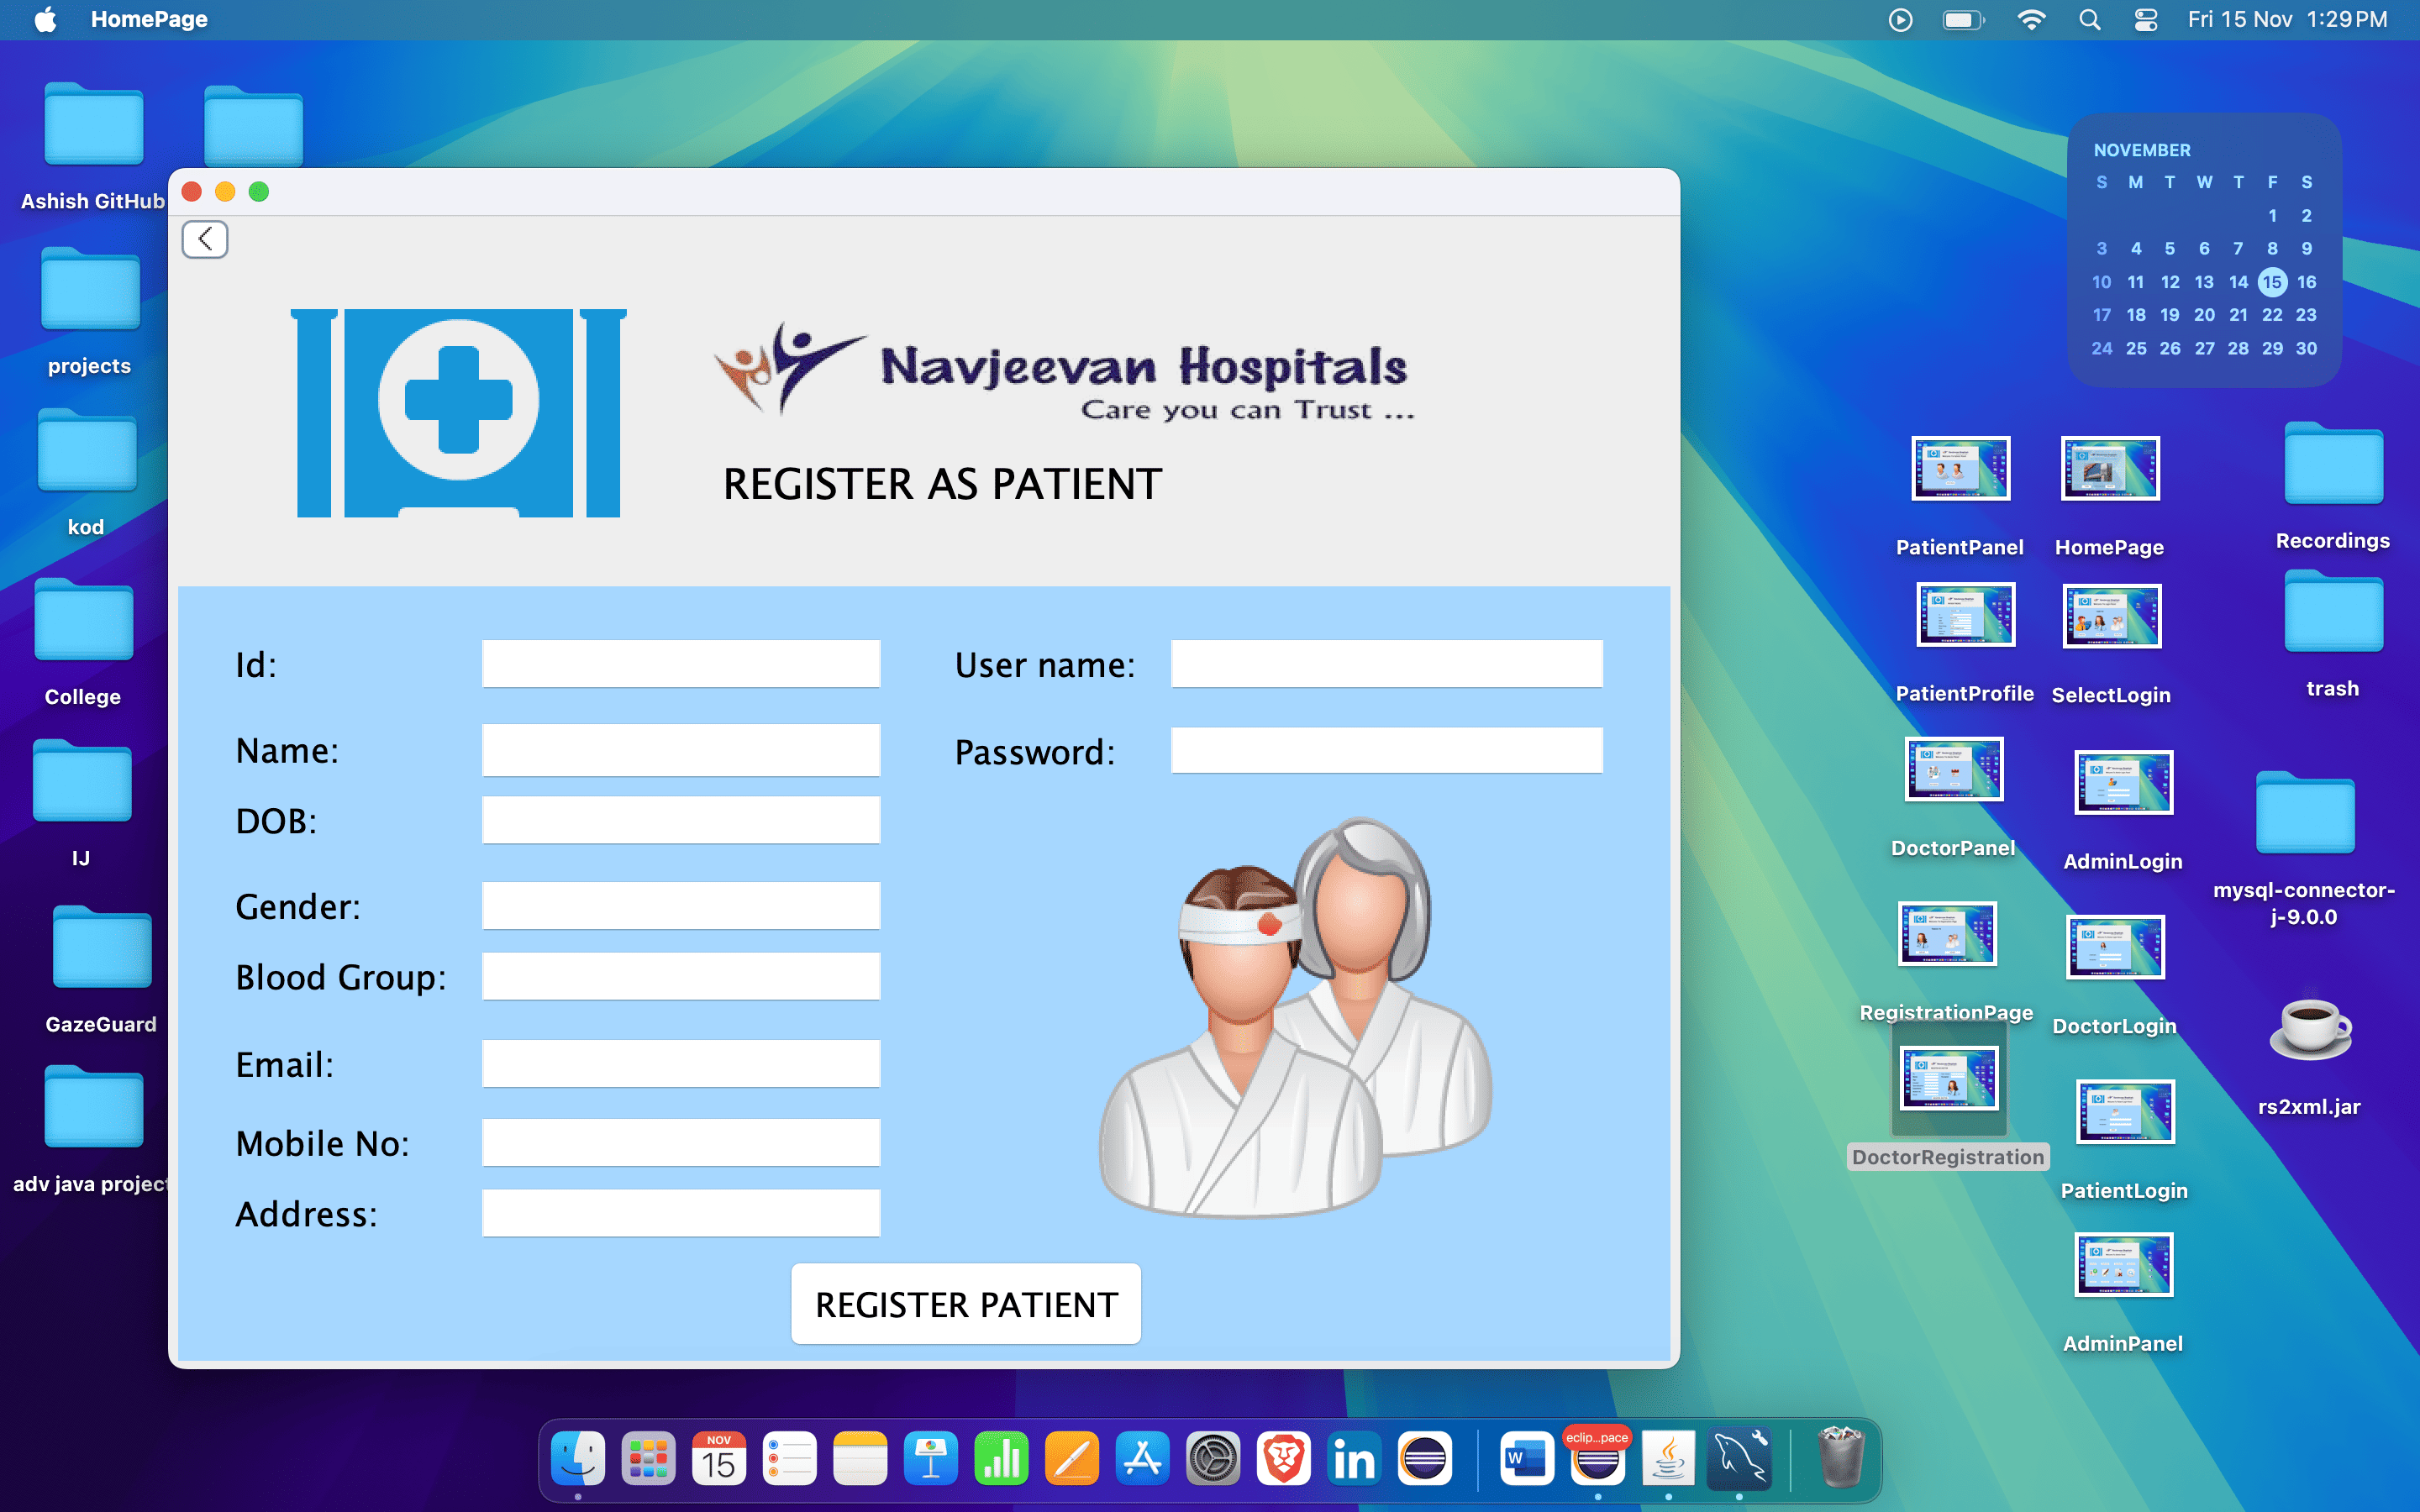 HomePage
Fri 15 Nov 1:29 PM
Ashish GitHub
projects
kod
College
IJ
GazeGuard
adv java project
Navjeevan Hospitals
Care you can Trust ...
REGISTER AS PATIENT
Id:
User name:
Name:
Password:
DOB:
Gender:
Blood Group:
Email:
Mobile No:
Address:
REGISTER PATIENT
NOVEMBER
S M T W T F S
1 2
3 4 5 6 7 8 9
10 11 12 13 14 15 16
17 18 19 20 21 22 23
24 25 26 27 28 29 30
PatientPanel
HomePage
Recordings
PatientProfile
SelectLogin
trash
DoctorPanel
AdminLogin
mysql-connector-
j-9.0.0
RegistrationPage
DoctorLogin
rs2xml.jar
DoctorRegistration
PatientLogin
AdminPanel
NOV
15
in
W
eclip...pace